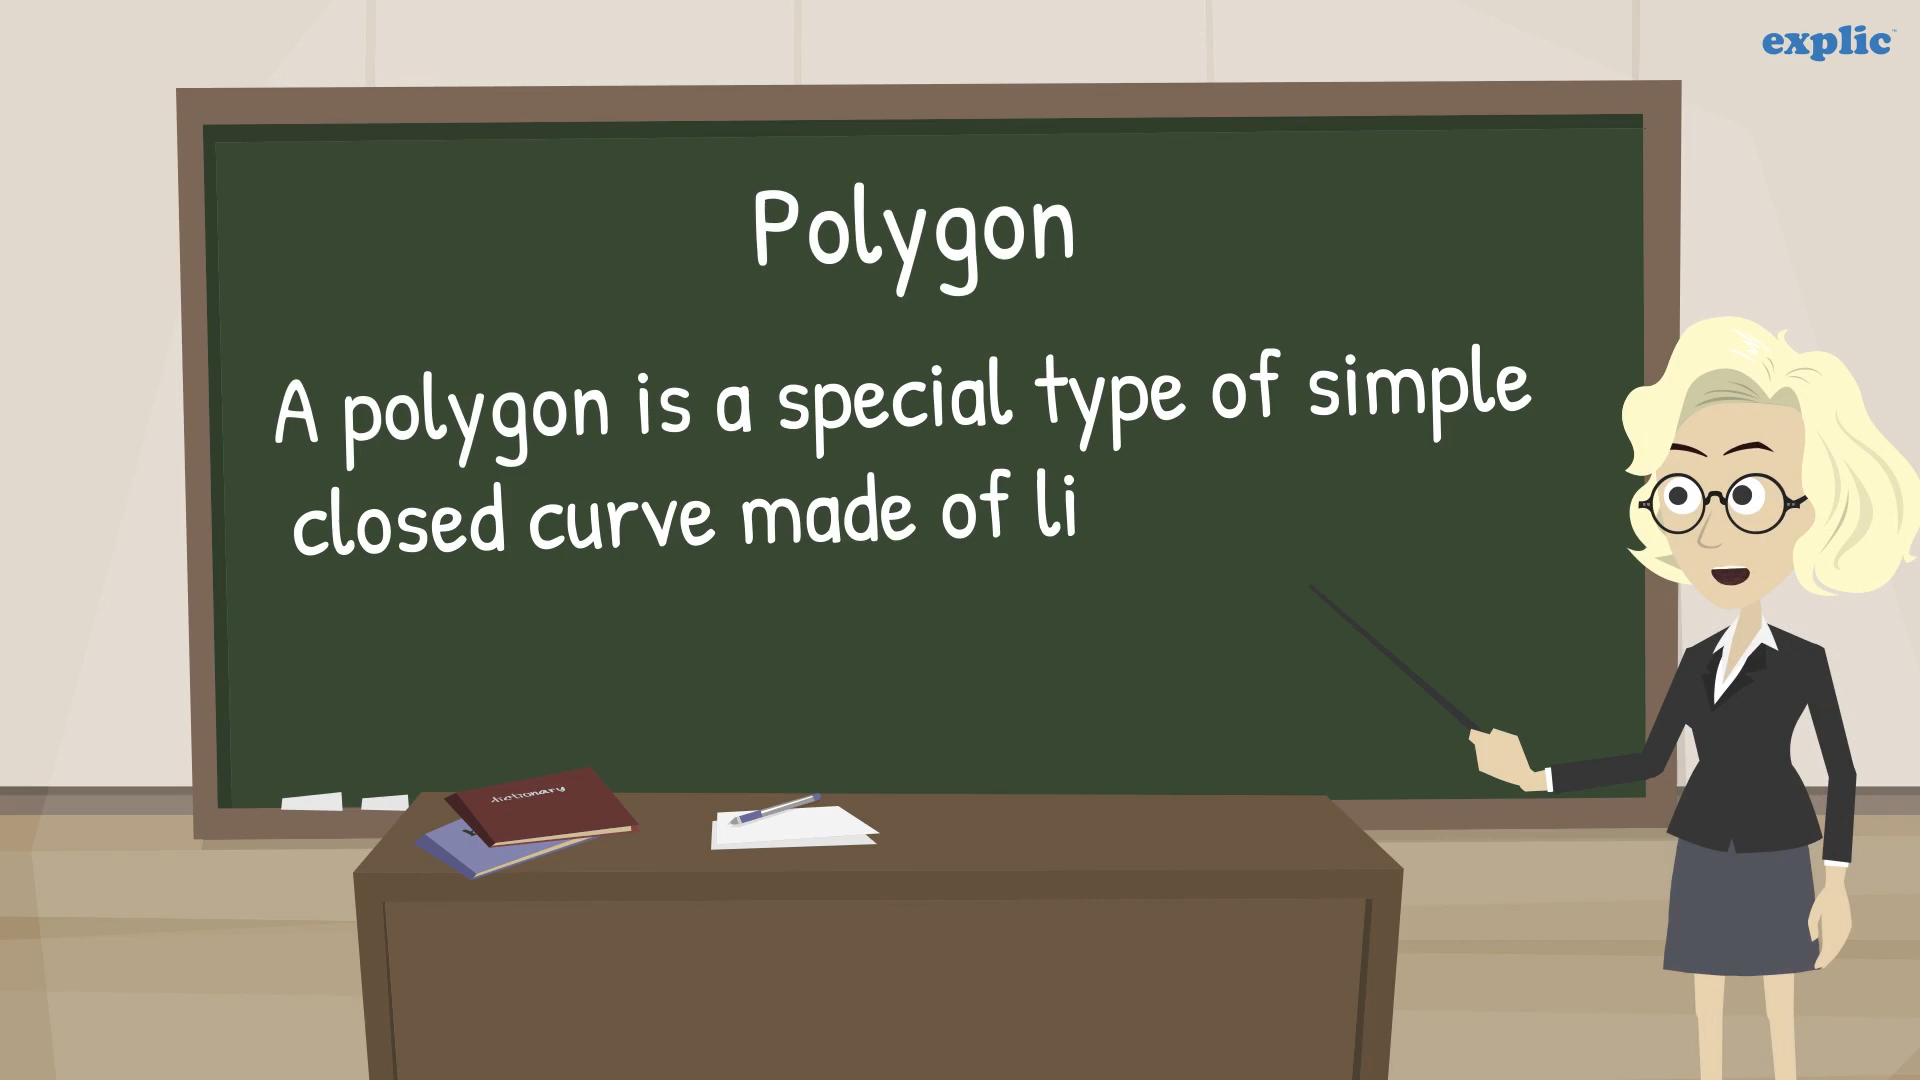 explic
Polygon
A polygon is a special type of simple
closed curve made of li
dictionary